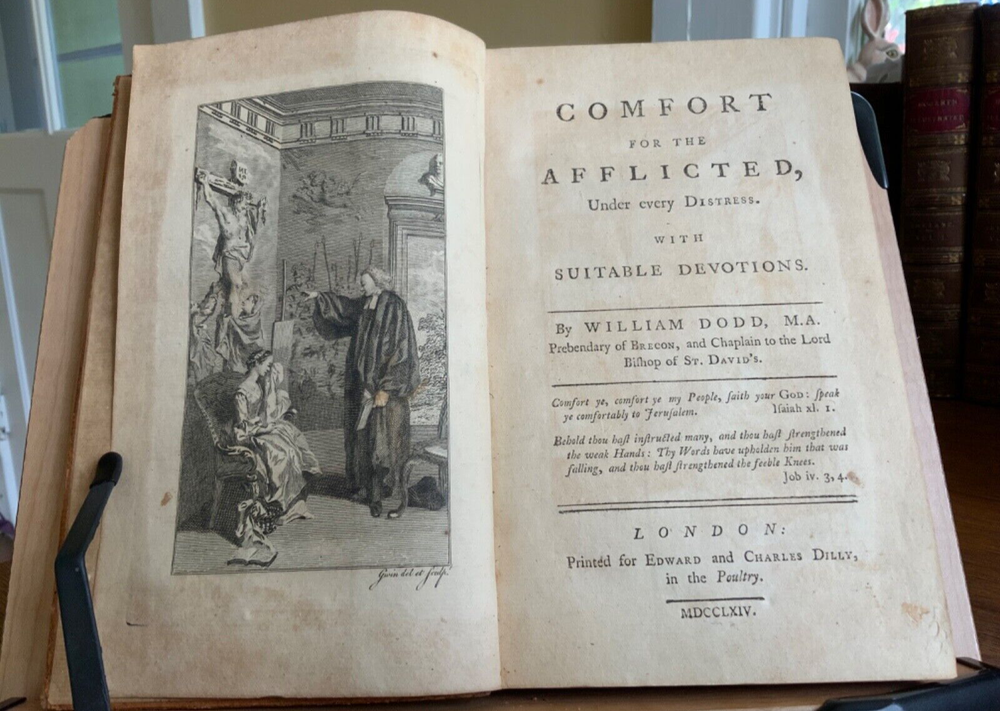 Gwin del et sculp.
COMFORT
FOR THE
AFFLICTED,
Under every DISTRESS.
WITH
SUITABLE DEVOTIONS.
By WILLIAM DODD, M.A.
Prebendary of BRECON, and Chaplain to the Lord
Biſhop of ST. DAVID's.
Comfort ye, comfort ye my People, ſaith your GOD: ſpeak
ye comfortably to Jeruſalem. Iſaiah xl. 1.
Behold thou haſt inſtructed many, and thou haſt ſtrengthened
the weak Hands: Thy Words have upholden him that was
falling, and thou haſt ſtrengthened the feeble Knees.
Job iv. 3, 4.
LONDON:
Printed for EDWARD and CHARLES DILLY,
in the Poultry.
MDCCLXIV.